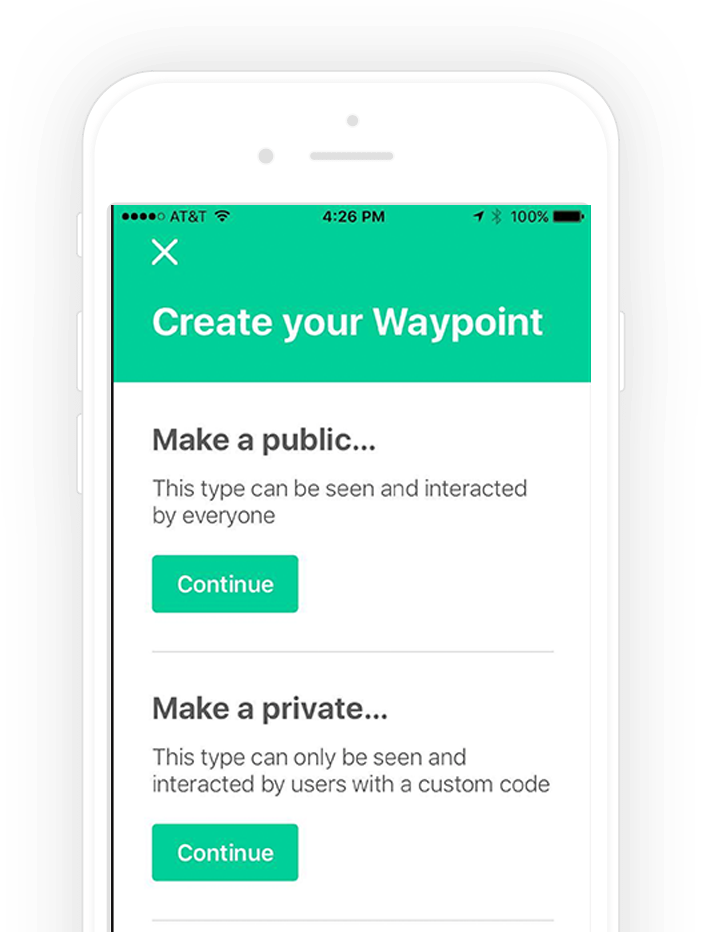 AT&T 4:26 PM 100%
Create your Waypoint
Make a public...
This type can be seen and interacted
by everyone
Continue
Make a private...
This type can only be seen and
interacted by users with a custom code
Continue